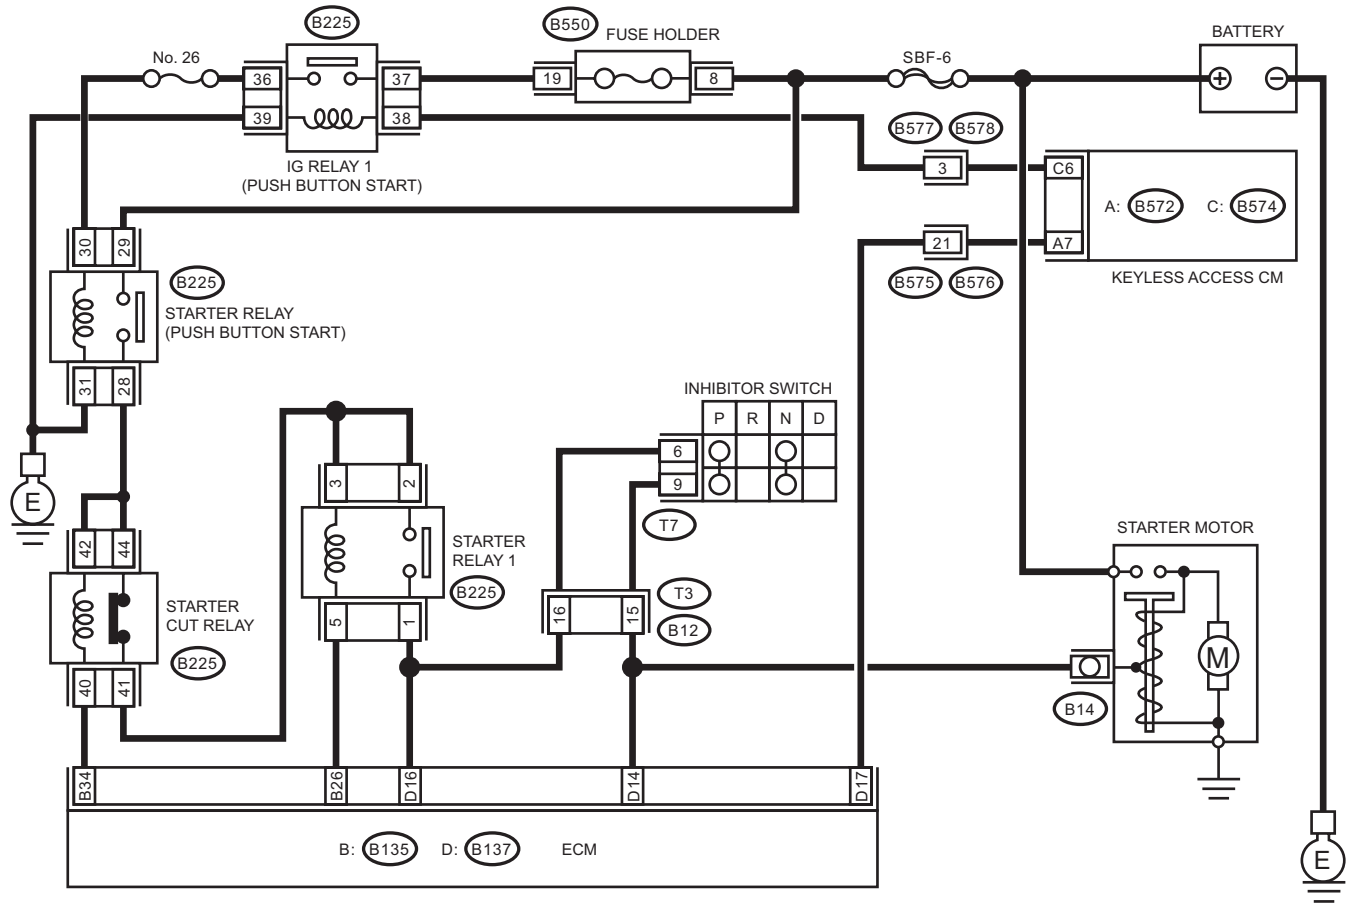 B225
B550
FUSE HOLDER
No. 26
SBF-6
BATTERY
36
37
19
8
+
−
39
38
B577
B578
IG RELAY 1
(PUSH BUTTON START)
3
C6
A: B572 C: B574
30
29
21
A7
B225
B575
B576
KEYLESS ACCESS CM
STARTER RELAY
(PUSH BUTTON START)
31
28
INHIBITOR SWITCH
P R N D
6
9
E
3
2
T7
STARTER MOTOR
42
44
STARTER
RELAY 1
B225
T3
B12
16
15
STARTER
CUT RELAY
B225
5
1
M
40
41
B14
B34
B26
D16
D14
D17
B: B135 D: B137 ECM
E